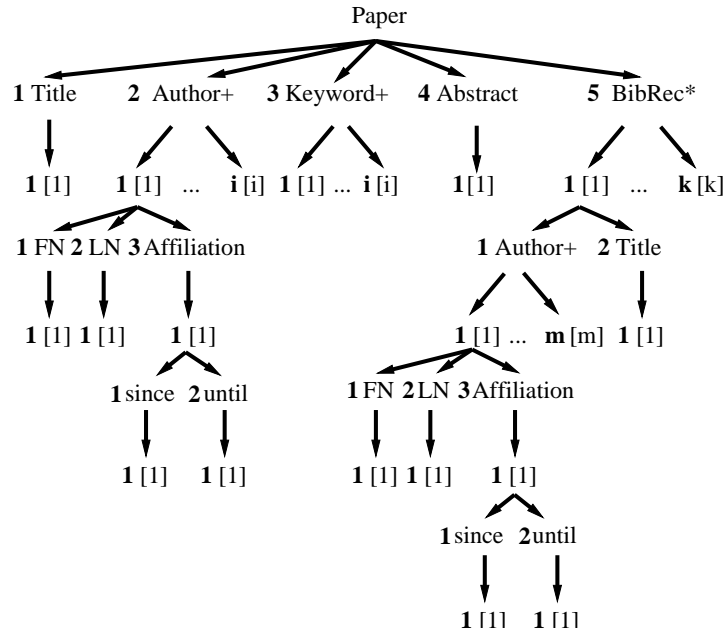 Paper
1 Title 2 Author+ 3 Keyword+ 4 Abstract 5 BibRec*
1 [1] 1 [1] ... i [i] 1 [1] ... i [i] 1 [1] 1 [1] ... k [k]
1 FN 2 LN 3 Affiliation 1 Author+ 2 Title
1 [1] 1 [1] 1 [1] 1 [1] ... m [m] 1 [1]
1 since 2 until 1 FN 2 LN 3 Affiliation
1 [1] 1 [1] 1 [1] 1 [1] 1 [1]
1 since 2 until
1 [1] 1 [1]